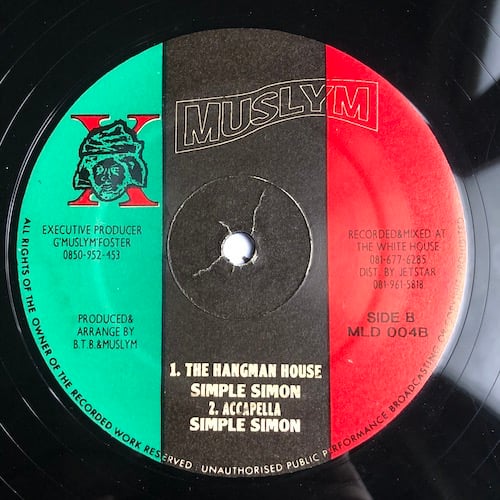 MUSLYM
X
EXECUTIVE PRODUCER
G'MUSLYM'FOSTER
0850-952-453
PRODUCED&
ARRANGE BY
B.T.B.&MUSLYM
RECORDED&MIXED AT
THE WHITE HOUSE
081-677-6285
DIST. BY JETSTAR
081-961-5818
SIDE B
MLD 004B
1. THE HANGMAN HOUSE
SIMPLE SIMON
2. ACCAPELLA
SIMPLE SIMON
ALL RIGHTS OF THE OWNER OF THE RECORDED WORK RESERVED · UNAUTHORISED PUBLIC PERFORMANCE, BROADCASTING